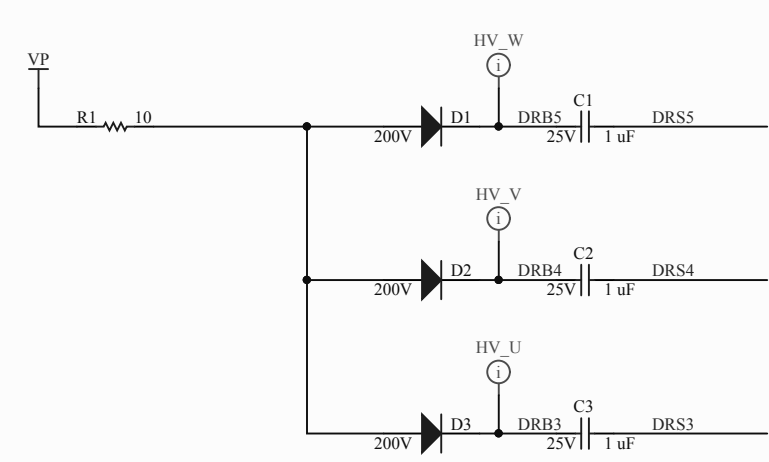 HV_W
VP
i
C1
R1 10 D1 DRB5 DRS5
200V 25V 1 uF
HV_V
i
C2
D2 DRB4 DRS4
200V 25V 1 uF
HV_U
i
C3
D3 DRB3 DRS3
200V 25V 1 uF